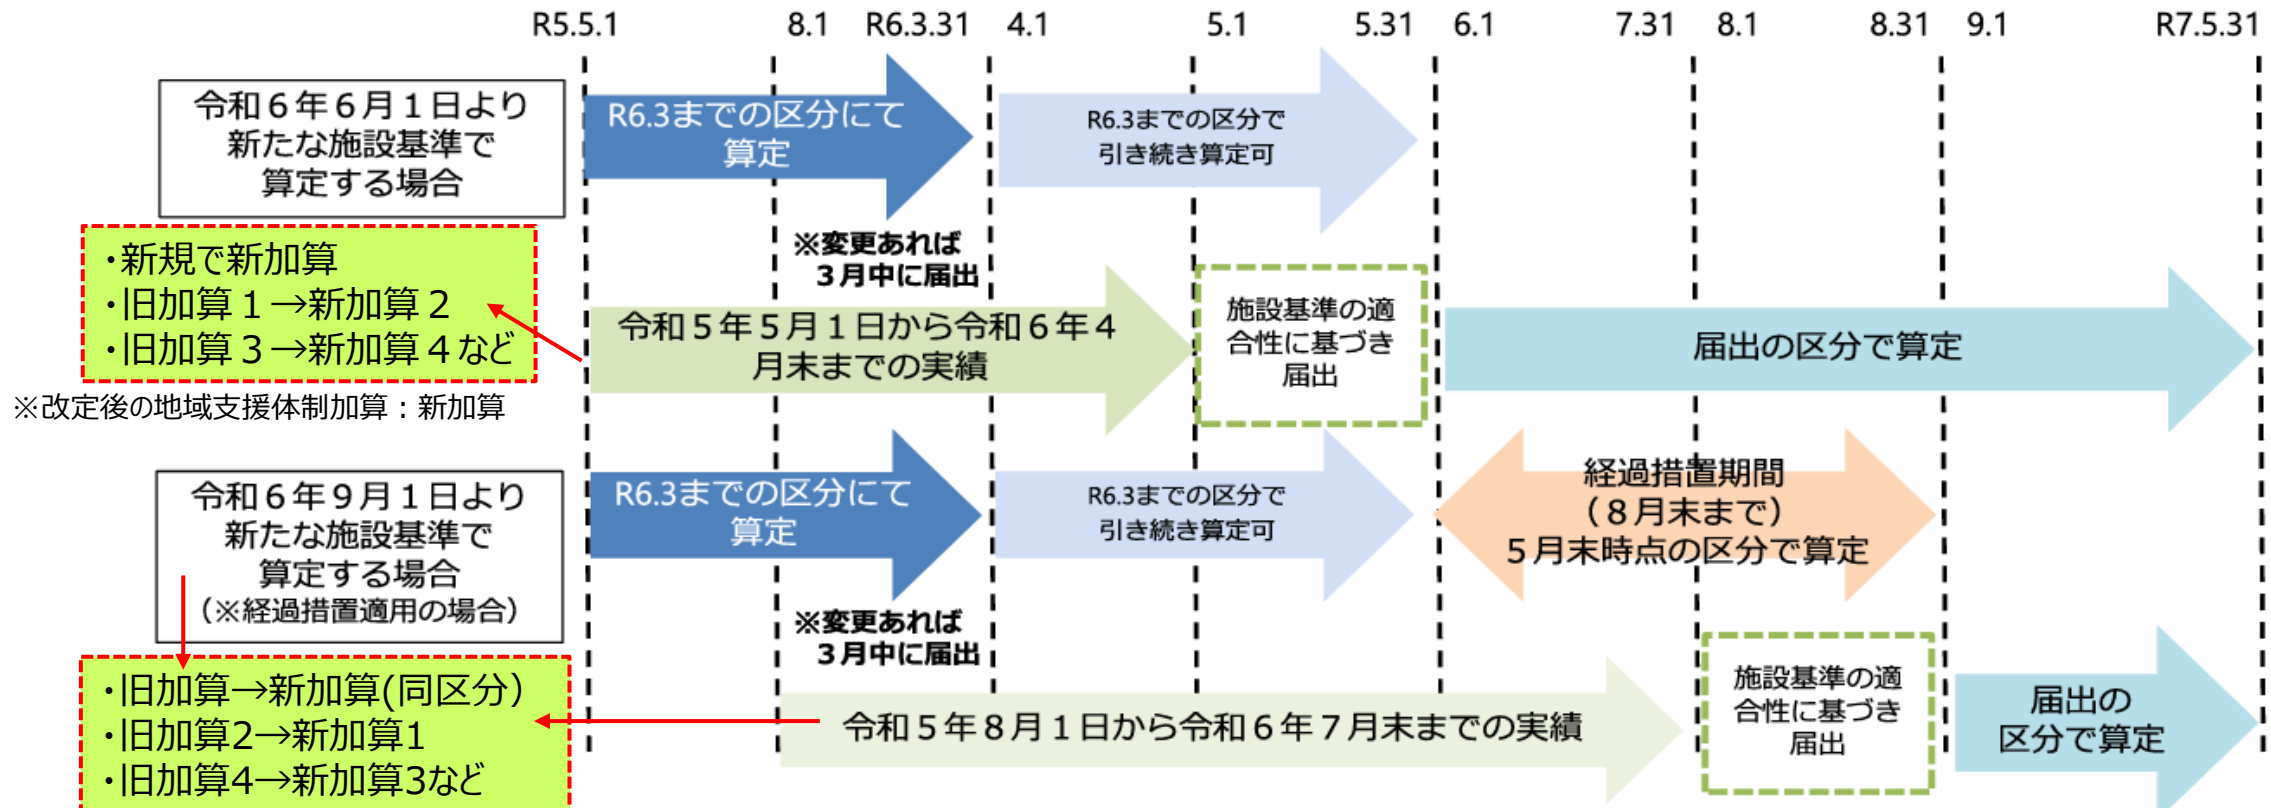 R5.5.1 8.1 R6.3.31 4.1 5.1 5.31 6.1 7.31 8.1 8.31 9.1 R7.5.31
令和６年６月１日より
新たな施設基準で
算定する場合
R6.3までの区分にて
算定
R6.3までの区分で
引き続き算定可
※変更あれば
３月中に届出
・新規で新加算
・旧加算１→新加算２
・旧加算３→新加算４など
※改定後の地域支援体制加算：新加算
令和５年５月１日から令和６年４
月末までの実績
施設基準の適
合性に基づき
届出
届出の区分で算定
令和６年９月１日より
新たな施設基準で
算定する場合
（※経過措置適用の場合）
R6.3までの区分にて
算定
R6.3までの区分で
引き続き算定可
経過措置期間
（８月末まで）
５月末時点の区分で算定
※変更あれば
３月中に届出
・旧加算→新加算(同区分）
・旧加算2→新加算1
・旧加算4→新加算3など
令和５年８月１日から令和６年７月末までの実績
施設基準の適
合性に基づき
届出
届出の
区分で算定